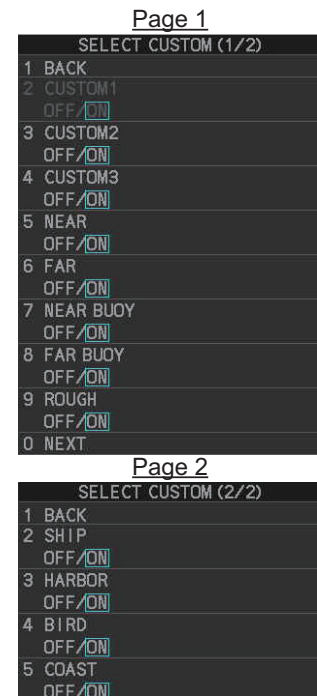 Page 1
SELECT CUSTOM (1/2)
1 BACK
2 CUSTOM1
OFF/ON
3 CUSTOM2
OFF/ON
4 CUSTOM3
OFF/ON
5 NEAR
OFF/ON
6 FAR
OFF/ON
7 NEAR BUOY
OFF/ON
8 FAR BUOY
OFF/ON
9 ROUGH
OFF/ON
0 NEXT
Page 2
SELECT CUSTOM (2/2)
1 BACK
2 SHIP
OFF/ON
3 HARBOR
OFF/ON
4 BIRD
OFF/ON
5 COAST
OFF/ON